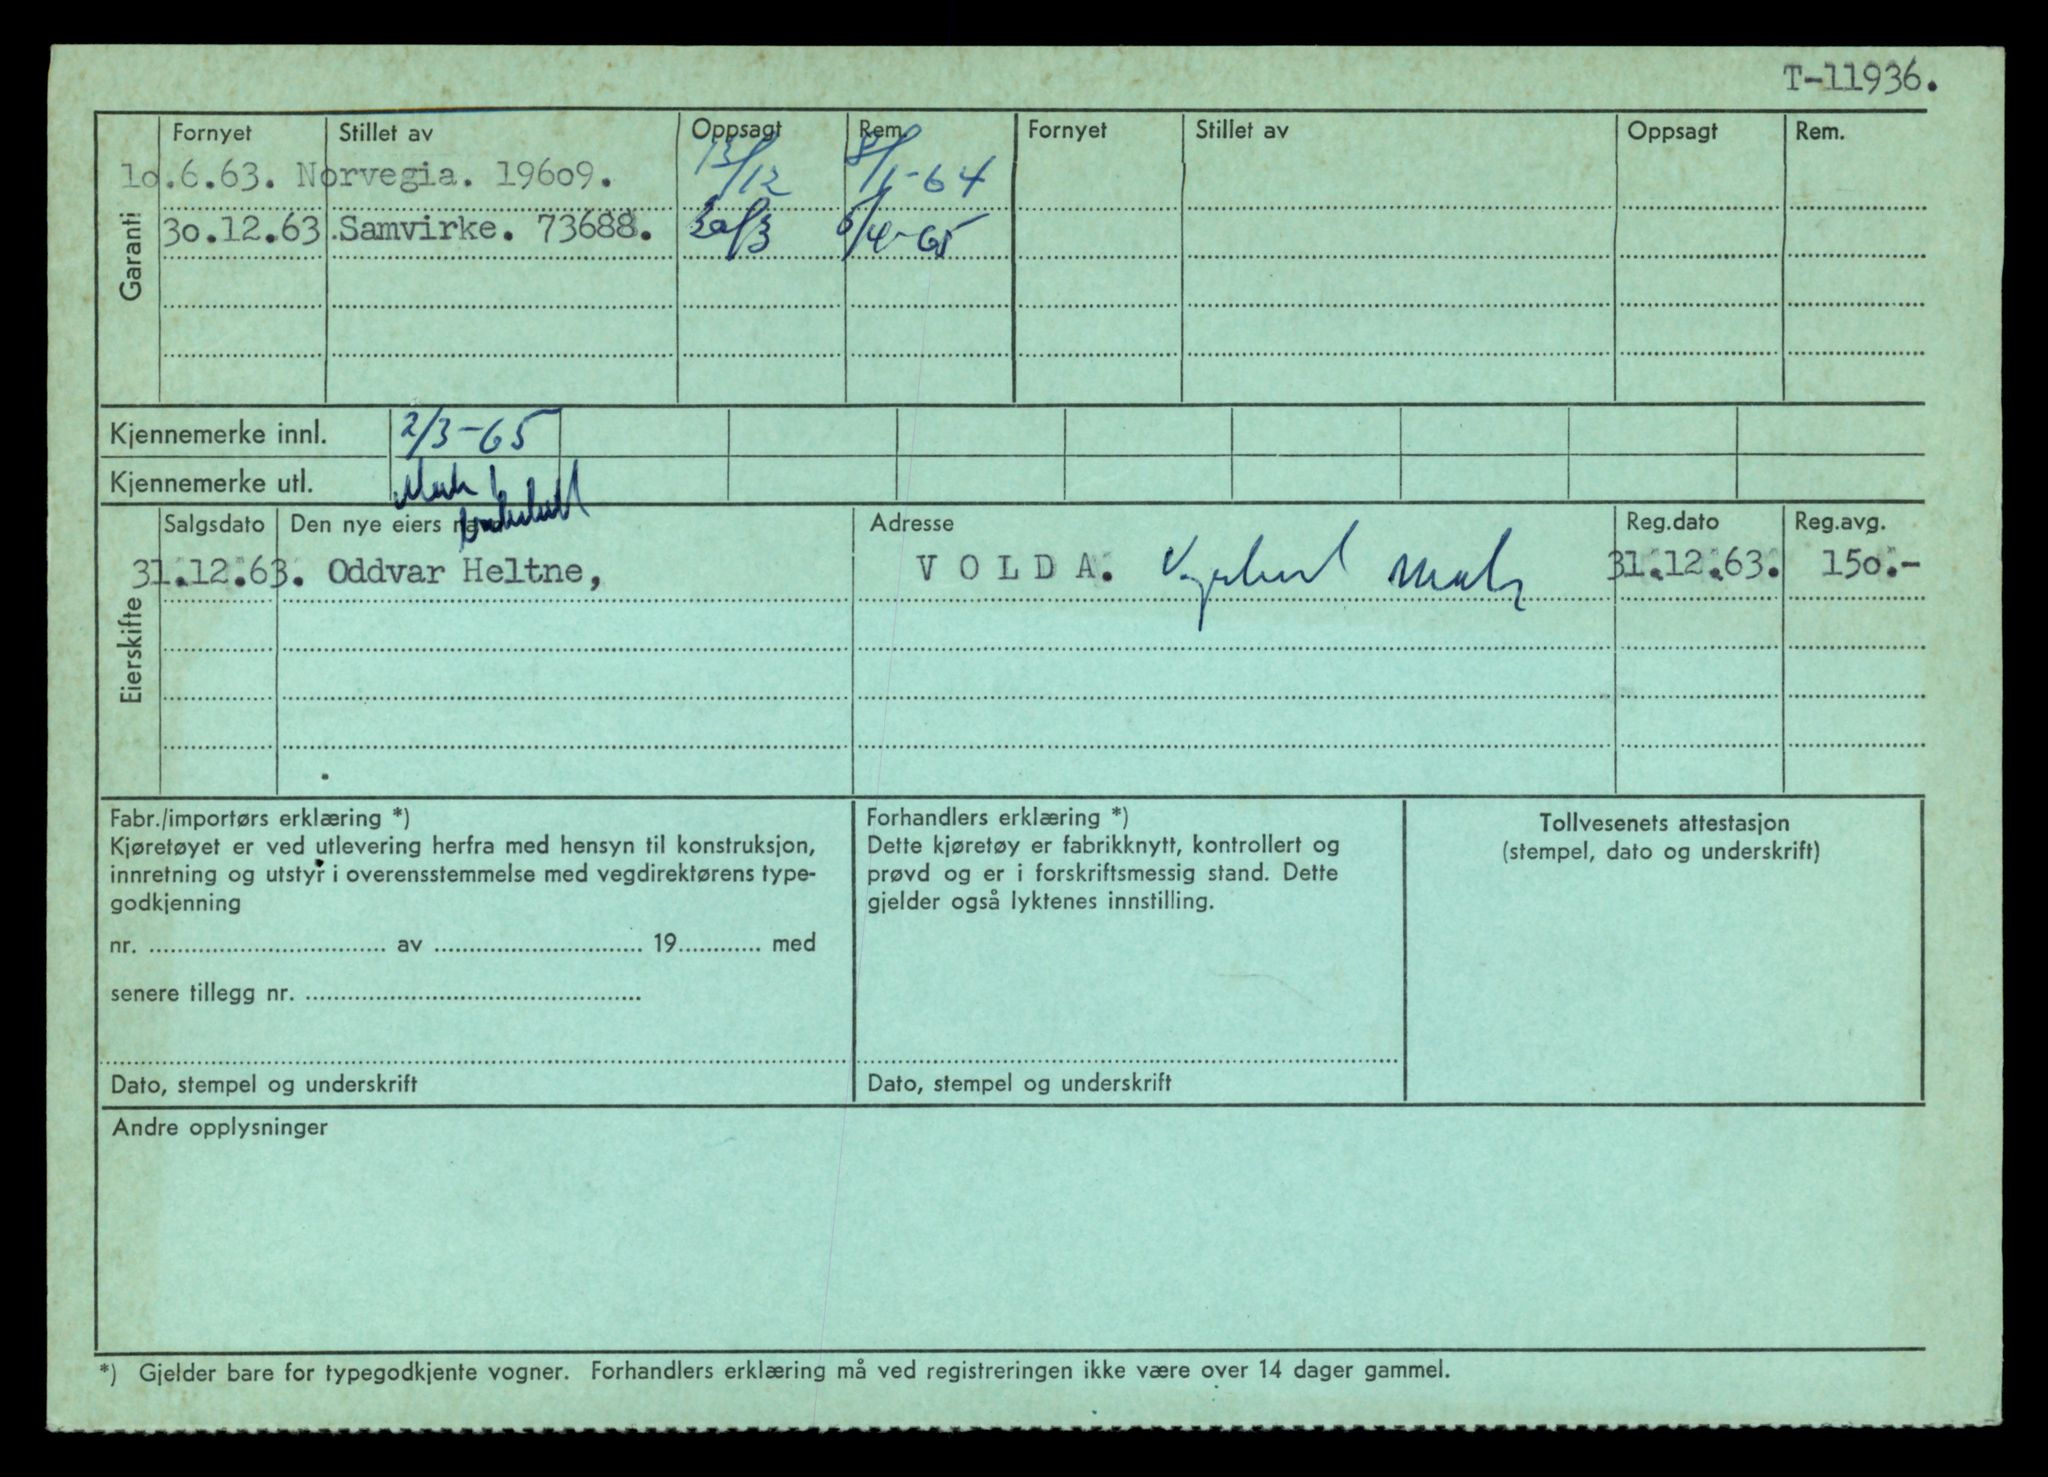 T-11936.
Garanti
Fornyet Stillet av Oppsagt Rem. Fornyet Stillet av Oppsagt Rem.
10.6.63. Norvegia. 19609. 13/12 8/1-64
30.12.63. Samvirke. 73688. 30/3 6/4-65
Kjennemerke innl. 2/3-65
Kjennemerke utl.
Eierskifte
Salgsdato Den nye eiers navn Adresse Reg.dato Reg.avg.
31.12.63. Oddvar Heltne, VOLDA. 31.12.63. 150.-
Fabr./importørs erklæring *)
Kjøretøyet er ved utlevering herfra med hensyn til konstruksjon,
innretning og utstyr i overensstemmelse med vegdirektørens type-
godkjenning
nr. .......... av .......... 19.......... med
senere tillegg nr. ..........
Dato, stempel og underskrift
Forhandlers erklæring *)
Dette kjøretøy er fabrikknytt, kontrollert og
prøvd og er i forskriftsmessig stand. Dette
gjelder også lyktenes innstilling.
Dato, stempel og underskrift
Tollvesenets attestasjon
(stempel, dato og underskrift)
Andre opplysninger
*) Gjelder bare for typegodkjente vogner. Forhandlers erklæring må ved registreringen ikke være over 14 dager gammel.